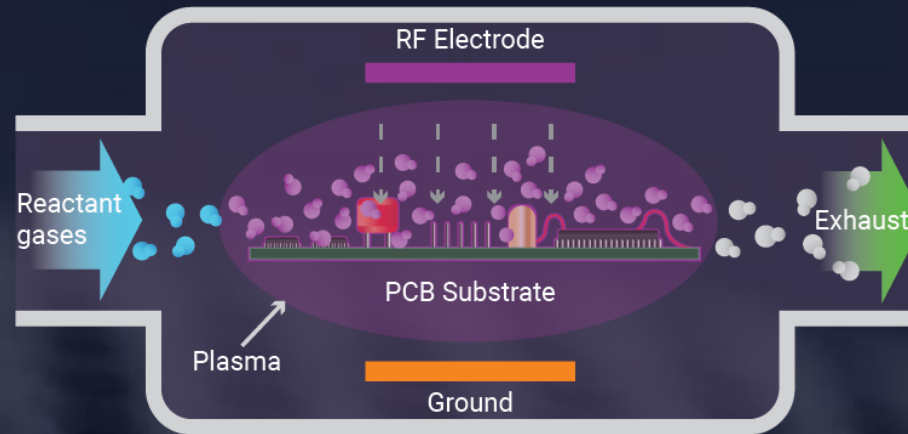 RF Electrode
Reactant
gases
Exhaust
PCB Substrate
Plasma
Ground